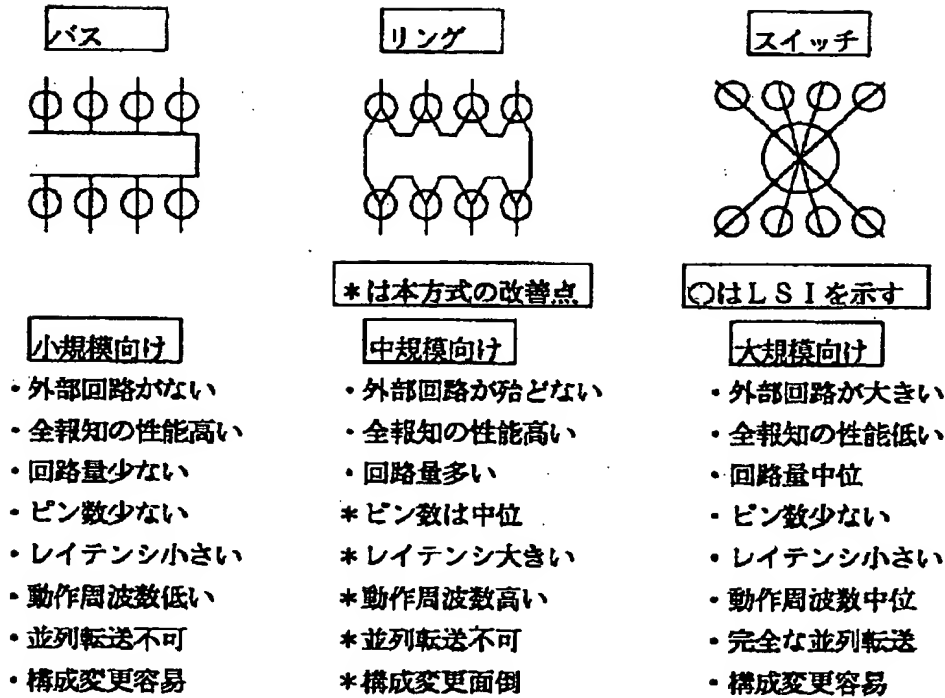 バス
リング
スイッチ
*は本方式の改善点
○はLSIを示す
小規模向け
・外部回路がない
・全報知の性能高い
・回路量少ない
・ピン数少ない
・レイテンシ小さい
・動作周波数低い
・並列転送不可
・構成変更容易
中規模向け
・外部回路が殆どない
・全報知の性能高い
・回路量多い
*ピン数は中位
*レイテンシ大きい
*動作周波数高い
*並列転送不可
*構成変更面倒
大規模向け
・外部回路が大きい
・全報知の性能低い
・回路量中位
・ピン数少ない
・レイテンシ小さい
・動作周波数中位
・完全な並列転送
・構成変更容易